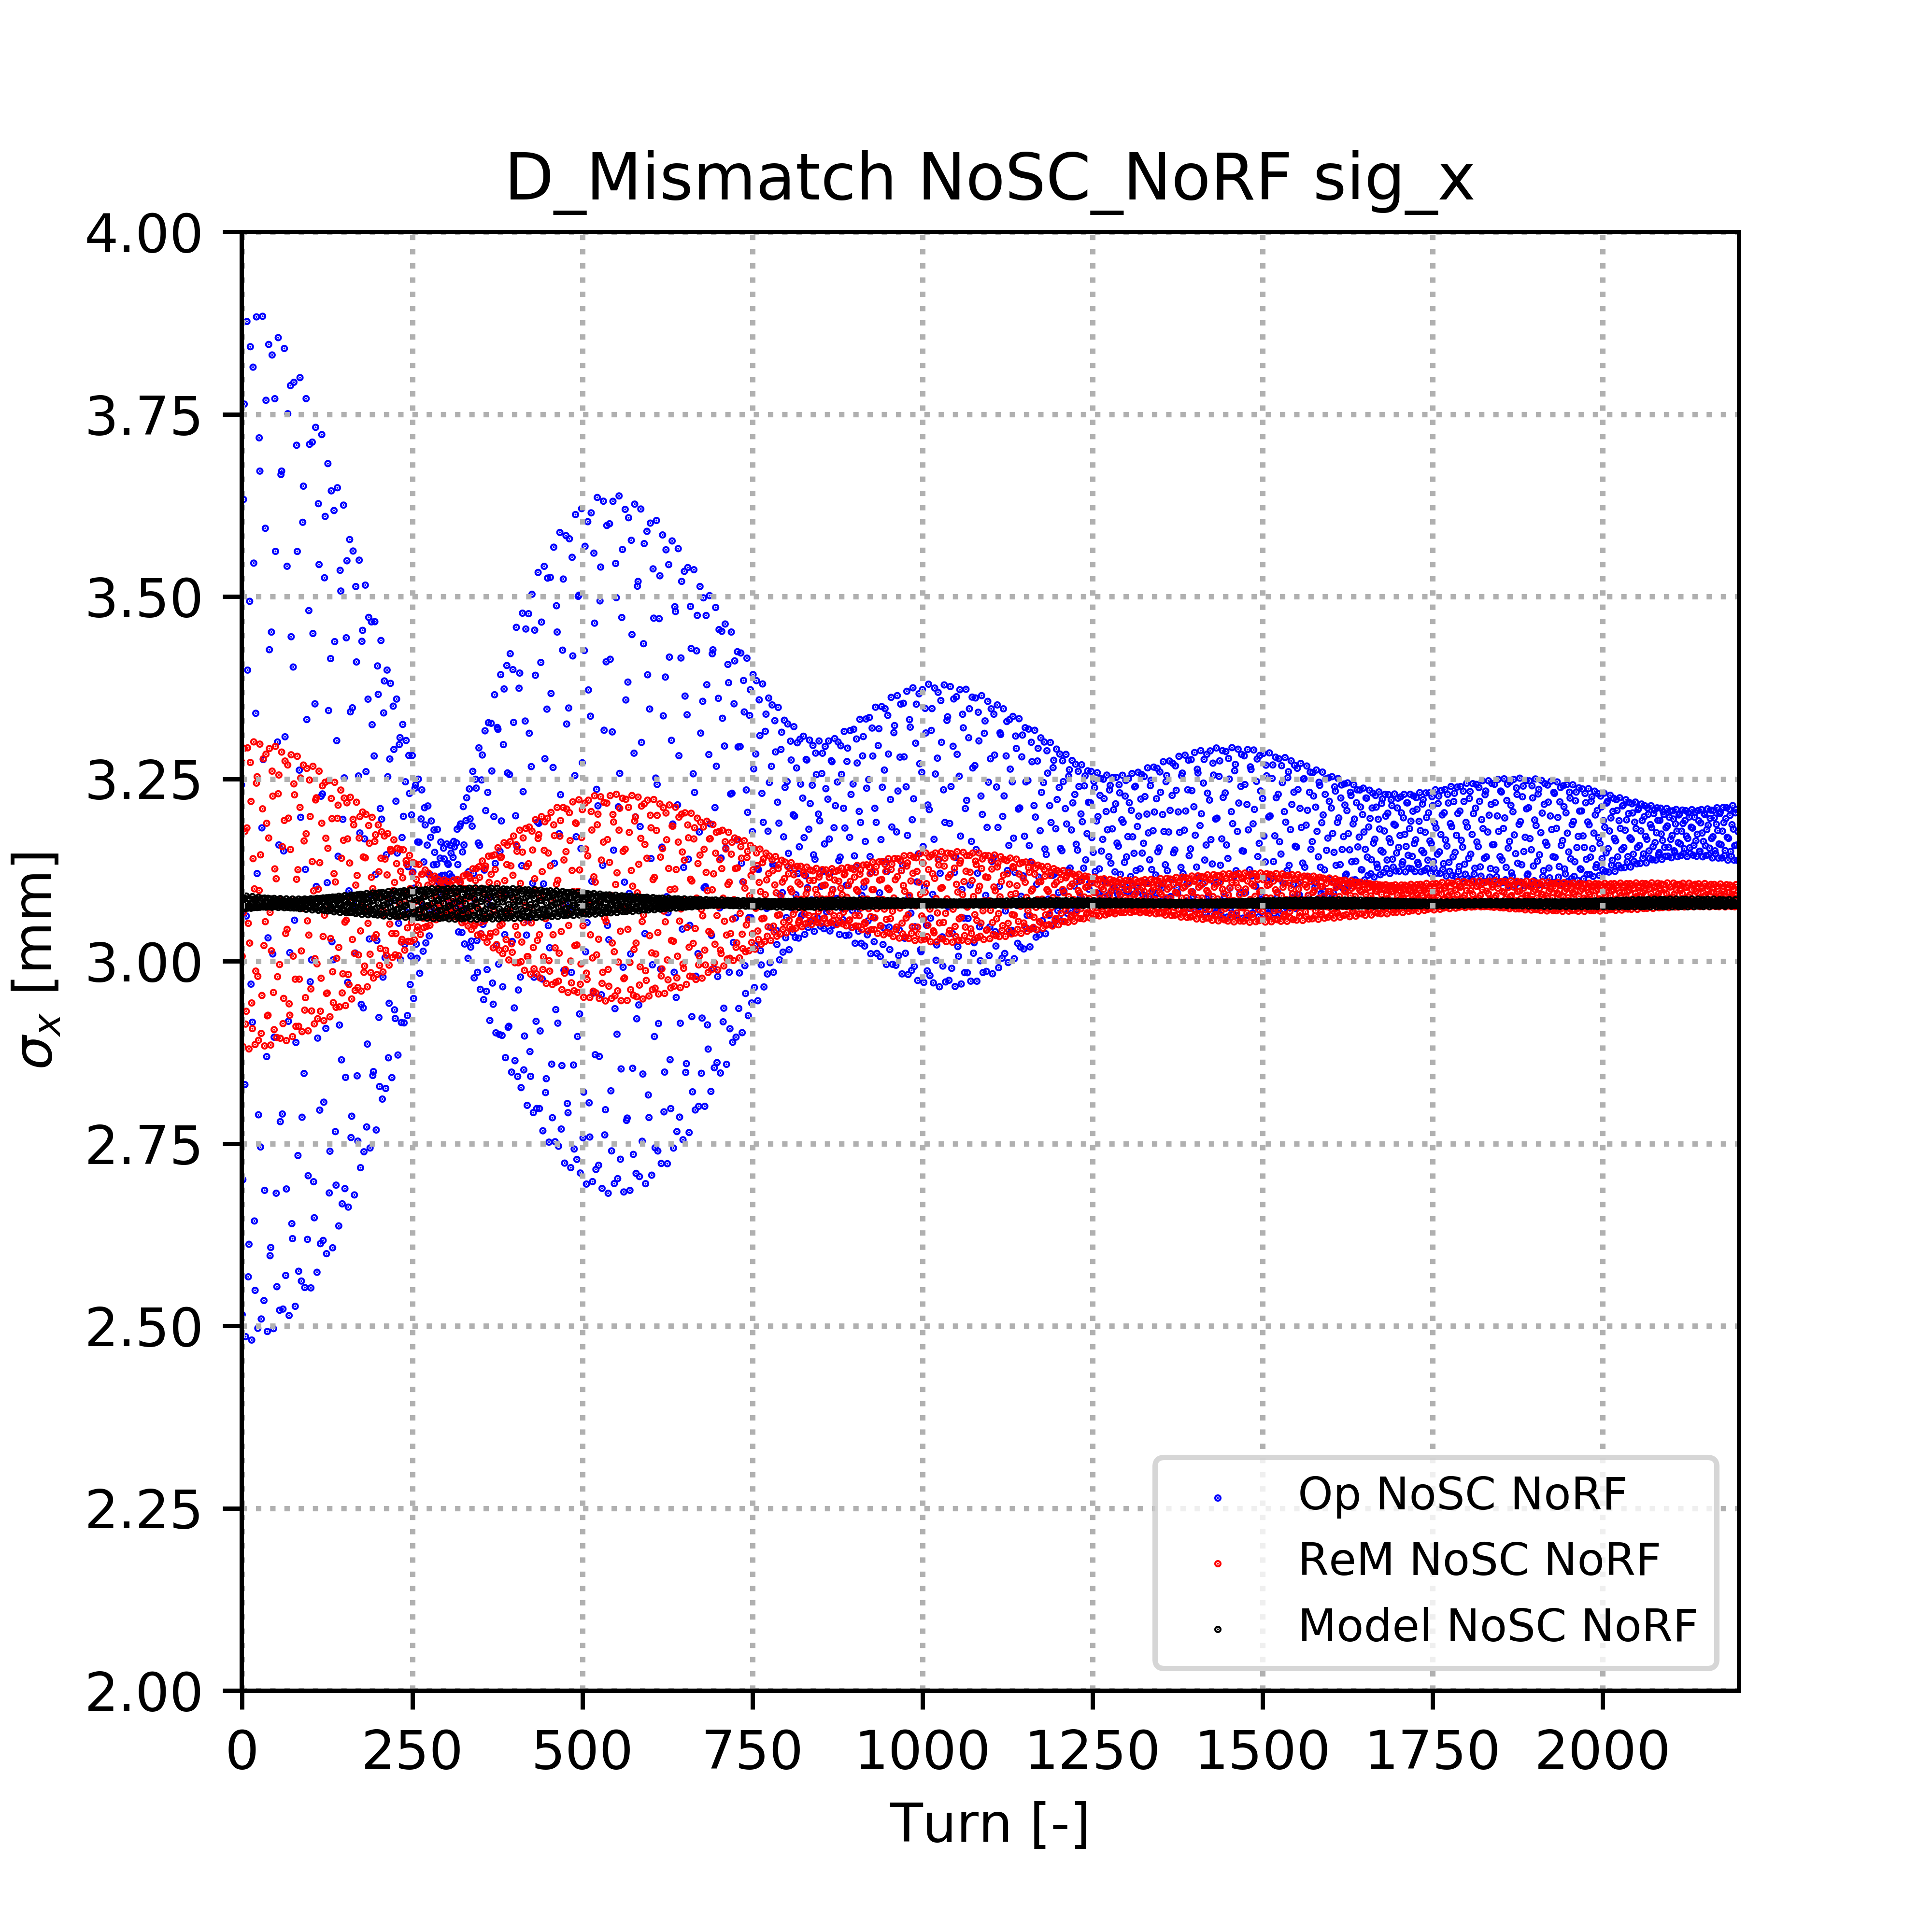 D_Mismatch NoSC_NoRF sig_x
4.00
3.75
3.50
3.25
3.00
2.75
2.50
2.25
2.00
σx [mm]
0 250 500 750 1000 1250 1500 1750 2000
Turn [-]
Op NoSC NoRF
ReM NoSC NoRF
Model NoSC NoRF